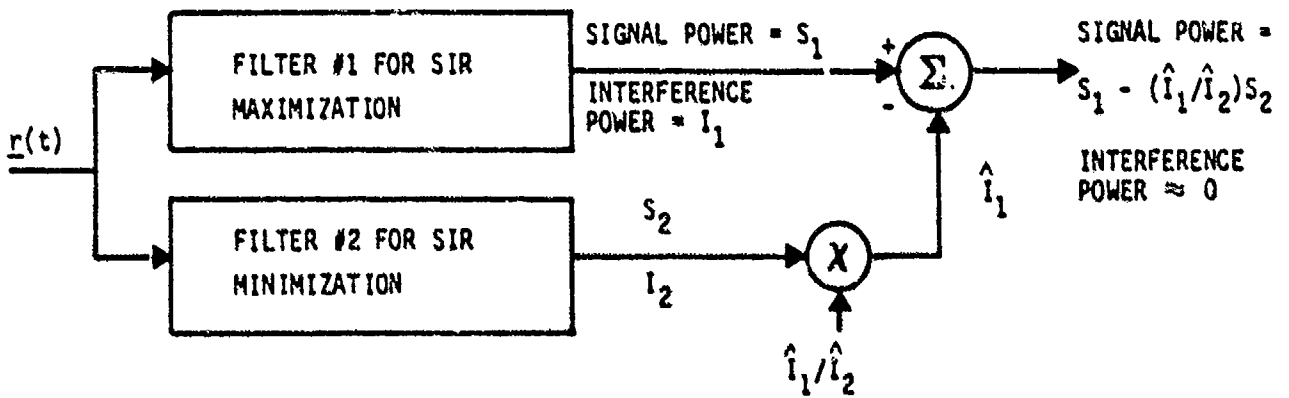 FILTER #1 FOR SIR
MAXIMIZATION
SIGNAL POWER = S₁
INTERFERENCE
POWER = I₁
+
Σ
-
SIGNAL POWER =
S₁ - (Î₁/Î₂)S₂
INTERFERENCE
POWER ≈ 0
r(t)
FILTER #2 FOR SIR
MINIMIZATION
S₂
I₂
X
Î₁
Î₁/Î₂